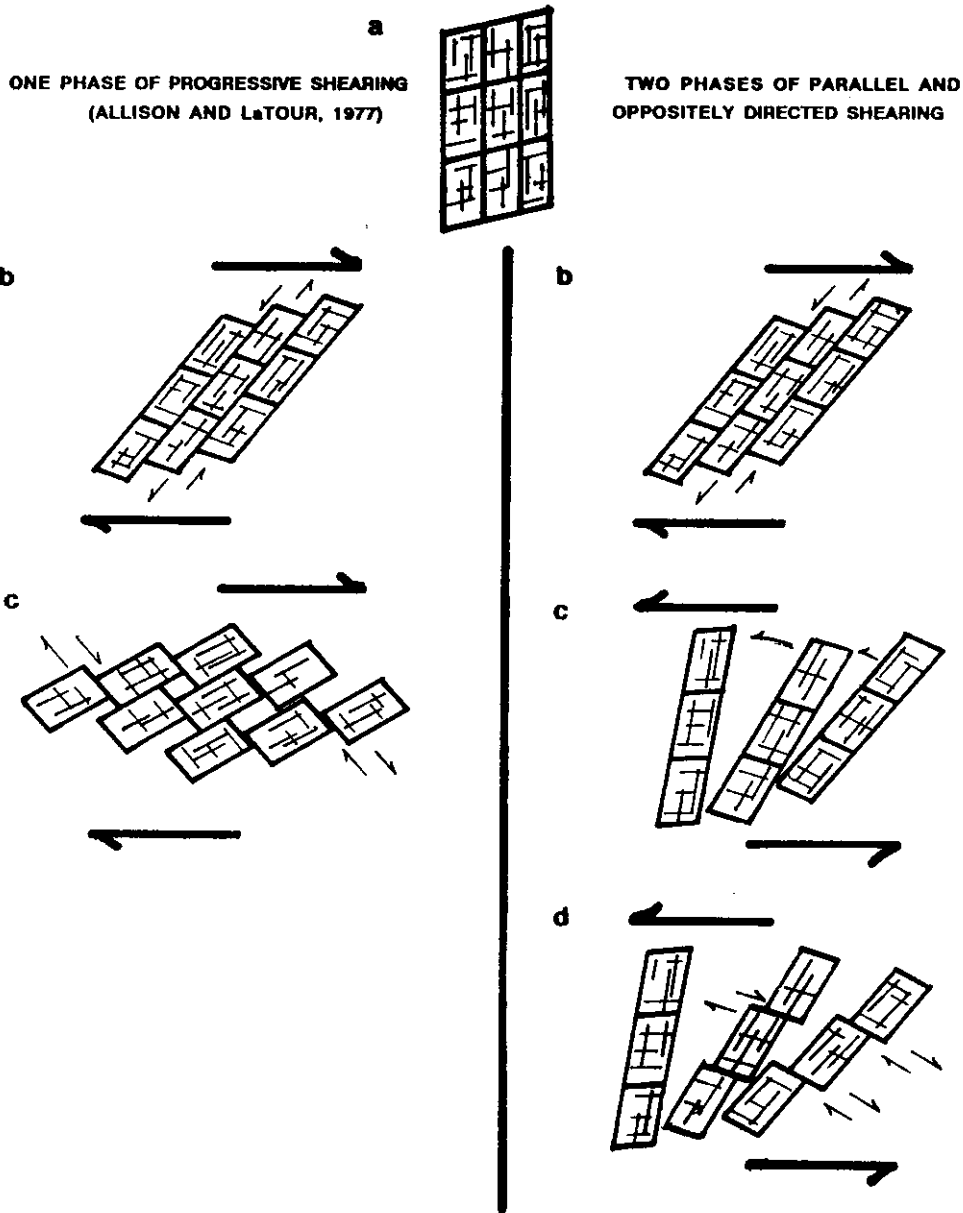 a
ONE PHASE OF PROGRESSIVE SHEARING
(ALLISON AND LaTOUR, 1977)
TWO PHASES OF PARALLEL AND
OPPOSITELY DIRECTED SHEARING
b
c
b
c
d